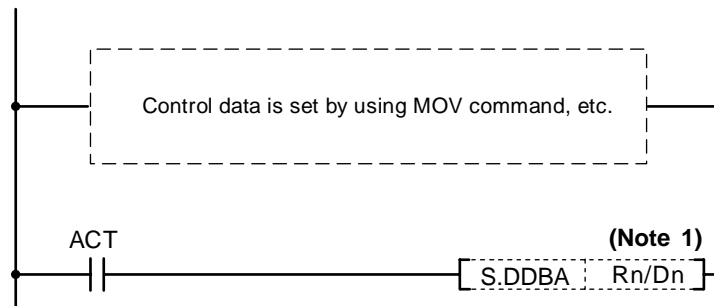 Control data is set by using MOV command, etc.
ACT
(Note 1)
S.DDBA Rn/Dn